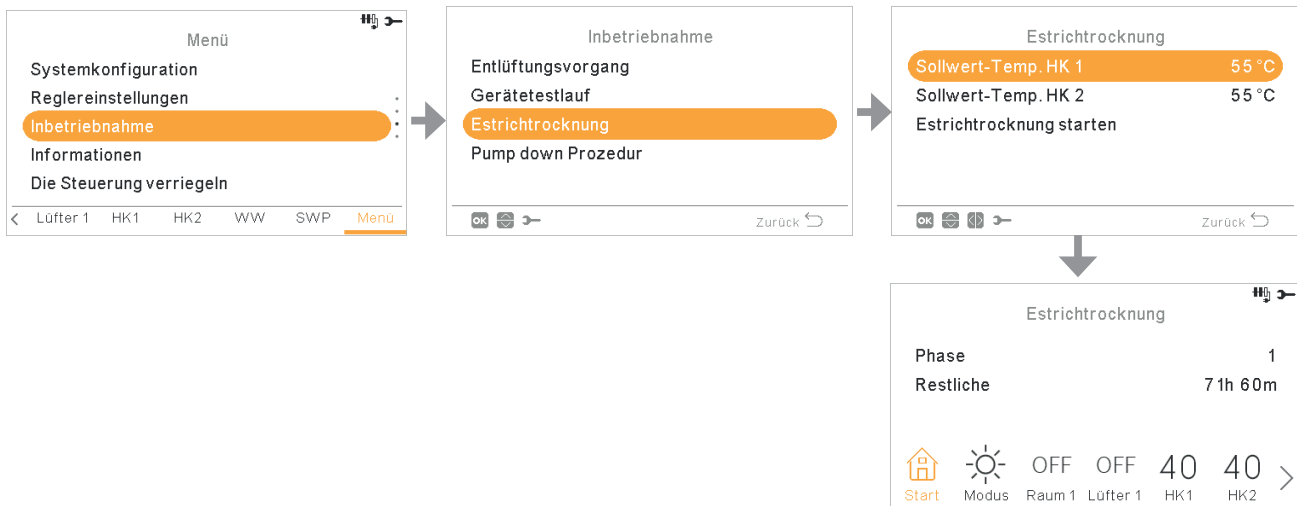 Menü
Systemkonfiguration
Reglereinstellungen
Inbetriebnahme
Informationen
Die Steuerung verriegeln
< Lüfter 1 HK1 HK2 WW SWP Menü
Inbetriebnahme
Entlüftungsvorgang
Gerätetestlauf
Estrichtrocknung
Pump down Prozedur
OK Zurück
Estrichtrocknung
Sollwert-Temp. HK 1 55 °C
Sollwert-Temp. HK 2 55 °C
Estrichtrocknung starten
OK Zurück
Estrichtrocknung
Phase 1
Restliche 71h 60m
OFF OFF 40 40 >
Start Modus Raum 1 Lüfter 1 HK1 HK2